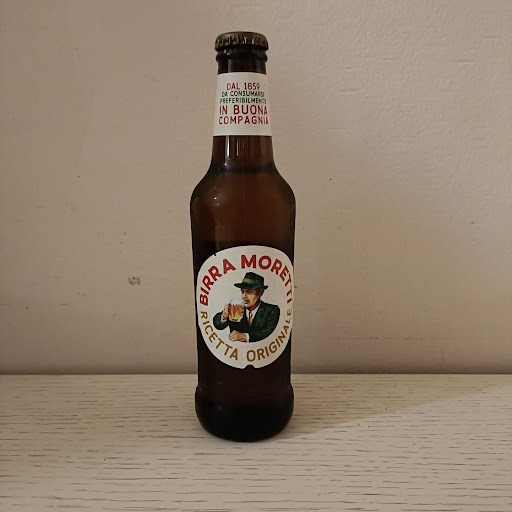 DAL 1859
DA CONSUMARSI
PREFERIBILMENTE
IN BUONA
COMPAGNIA
BIRRA MORETTI
RICETTA ORIGINALE